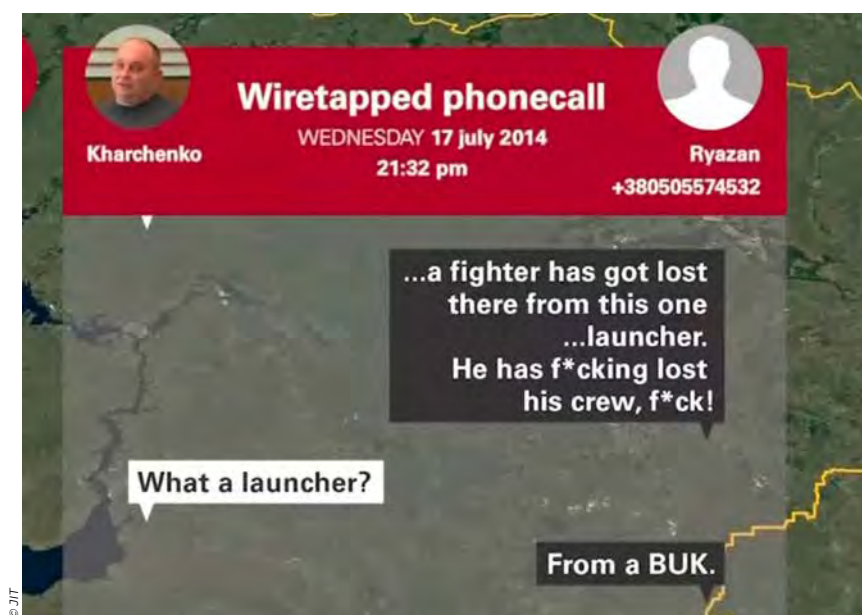 Wiretapped phonecall
WEDNESDAY 17 july 2014
21:32 pm
Kharchenko
Ryazan
+380505574532
...a fighter has got lost
there from this one
...launcher.
He has f*cking lost
his crew, f*ck!
What a launcher?
From a BUK.
© JIT